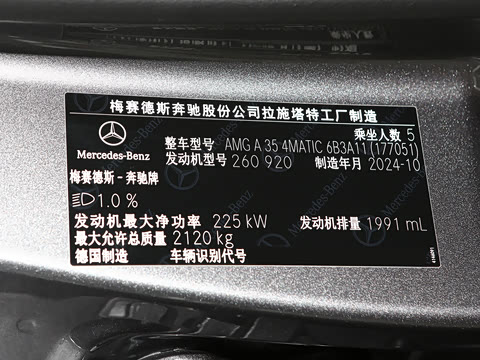 梅赛德斯奔驰股份公司拉施塔特工厂制造
乘坐人数 5
整车型号 AMG A 35 4MATIC 6B3A11 (177051)
Mercedes-Benz
发动机型号 260 920 制造年月 2024-10
梅赛德斯-奔驰牌
1.0 %
发动机最大净功率 225 kW 发动机排量 1991 mL
最大允许总质量 2120 kg
德国制造 车辆识别代号